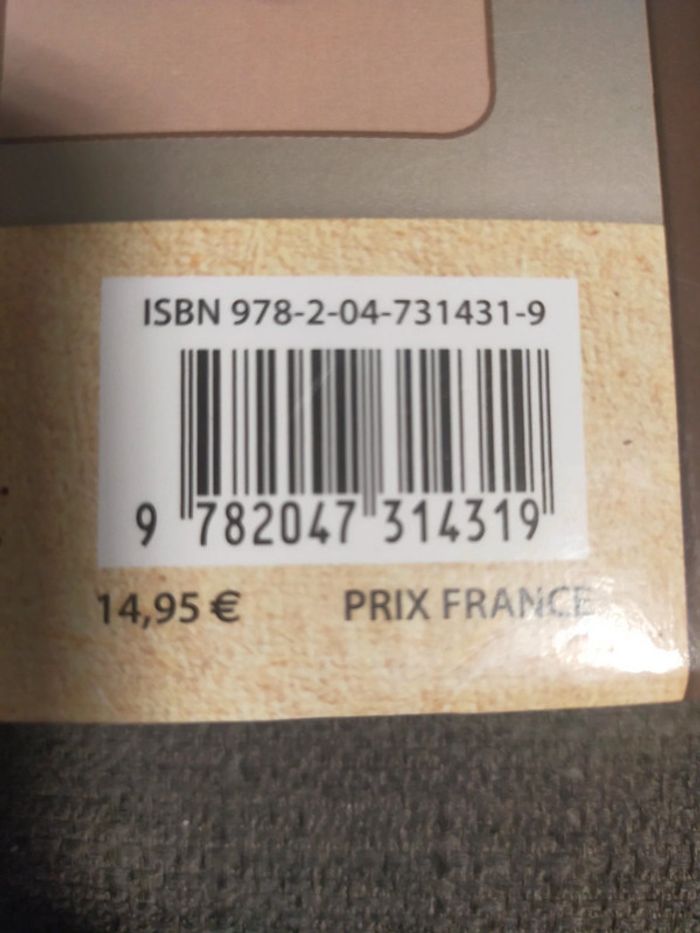 ISBN 978-2-04-731431-9
9 782047 314319
14,95 € PRIX FRANCE